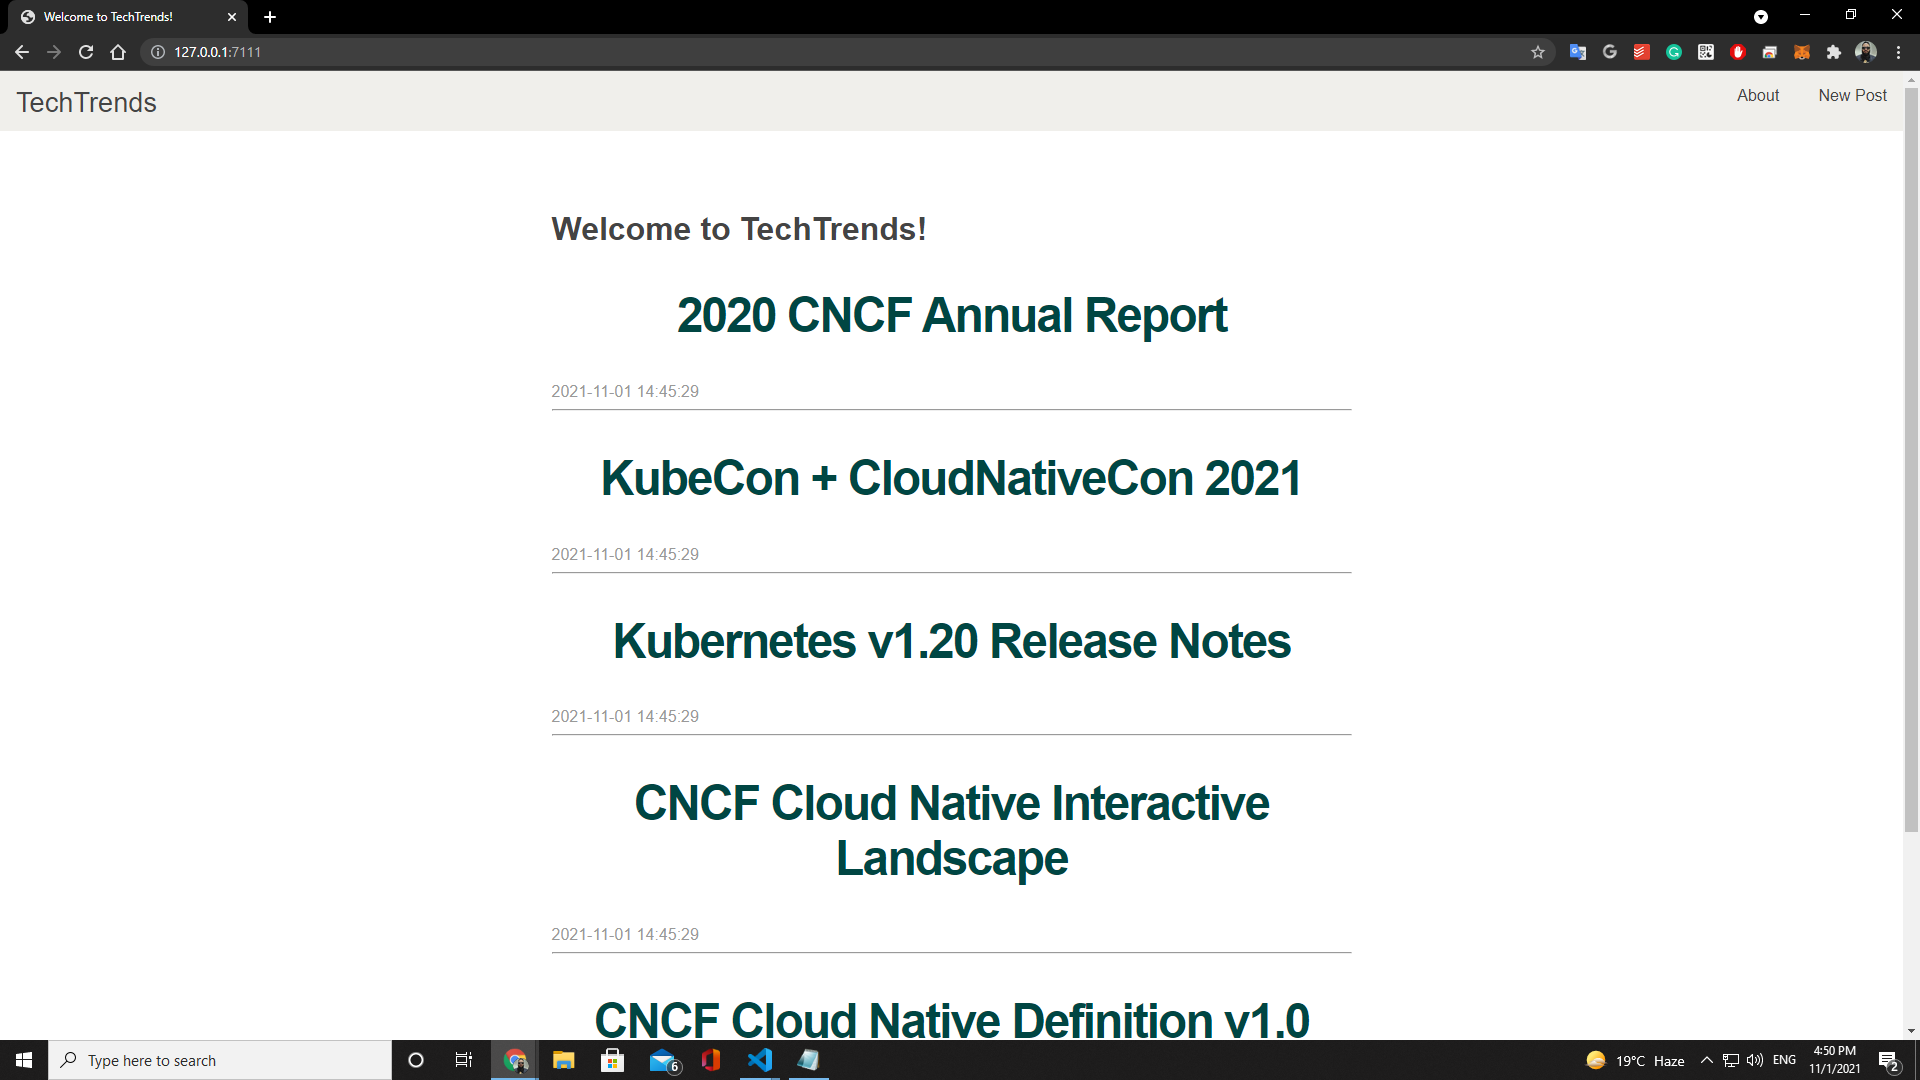 Welcome to TechTrends!
127.0.0.1:7111
TechTrends
About
New Post
Welcome to TechTrends!
2020 CNCF Annual Report
2021-11-01 14:45:29
KubeCon + CloudNativeCon 2021
2021-11-01 14:45:29
Kubernetes v1.20 Release Notes
2021-11-01 14:45:29
CNCF Cloud Native Interactive
Landscape
2021-11-01 14:45:29
CNCF Cloud Native Definition v1.0
Type here to search
6
19°C Haze
ENG
4:50 PM
11/1/2021
2